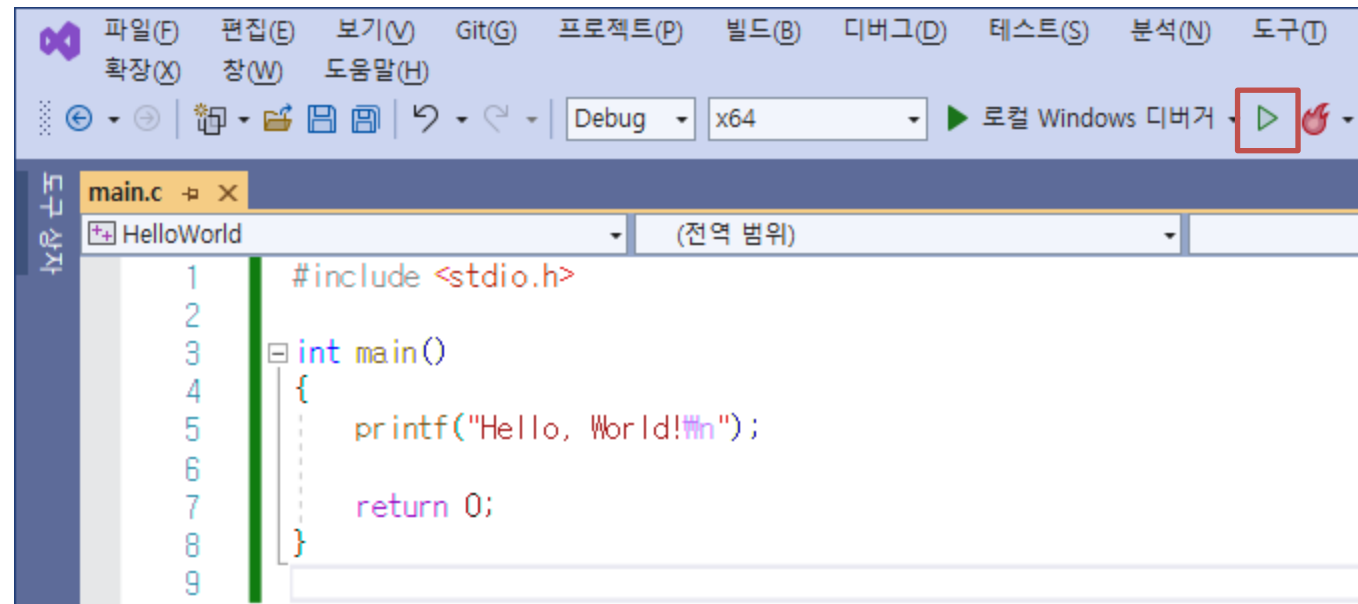 파일(F) 편집(E) 보기(V) Git(G) 프로젝트(P) 빌드(B) 디버그(D) 테스트(S) 분석(N) 도구(T)
확장(X) 창(W) 도움말(H)
Debug x64 로컬 Windows 디버거
도구 상자
main.c
HelloWorld (전역 범위)
1 #include <stdio.h>
2
3 int main()
4 {
5 printf("Hello, World!₩n");
6
7 return 0;
8 }
9